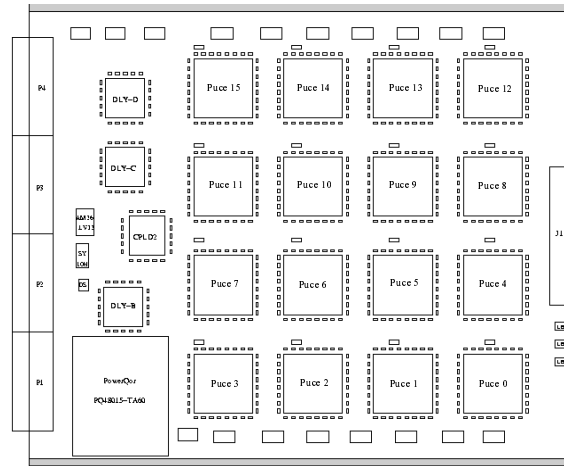 P4
DLY-D
Puce 15
Puce 14
Puce 13
Puce 12
P3
DLY-C
Puce 11
Puce 10
Puce 9
Puce 8
CPLD2
J1
P2
SY
DLY-B
Puce 7
Puce 6
Puce 5
Puce 4
P1
PowerQor
PQ48015-TA60
Puce 3
Puce 2
Puce 1
Puce 0